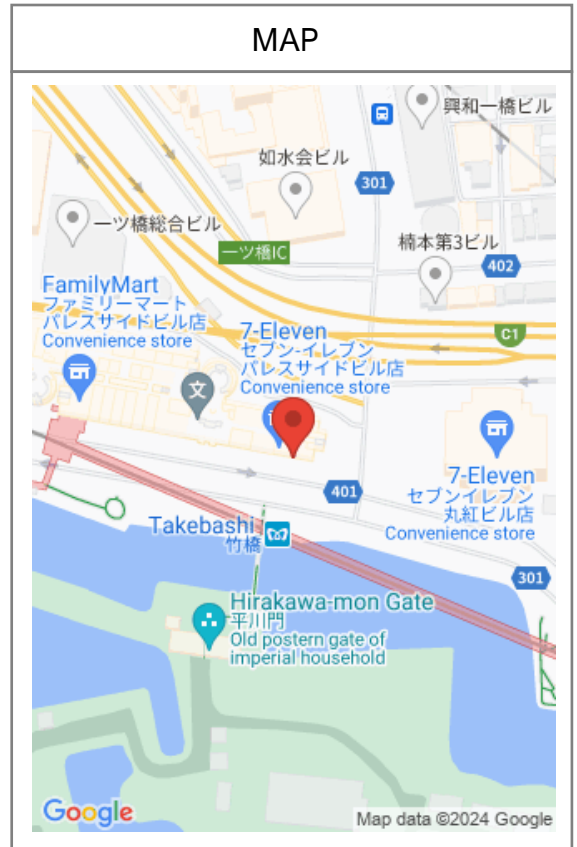 MAP
興和一橋ビル
如水会ビル
301
一ツ橋総合ビル
一ツ橋IC
楠本第3ビル
402
FamilyMart
ファミリーマート
パレスサイドビル店
Convenience store
7-Eleven
セブン-イレブン
パレスサイドビル店
Convenience store
C1
文
7-Eleven
セブンイレブン
丸紅ビル店
Convenience store
401
Takebashi
竹橋
301
Hirakawa-mon Gate
平川門
Old postern gate of
imperial household
Google
Map data ©2024 Google